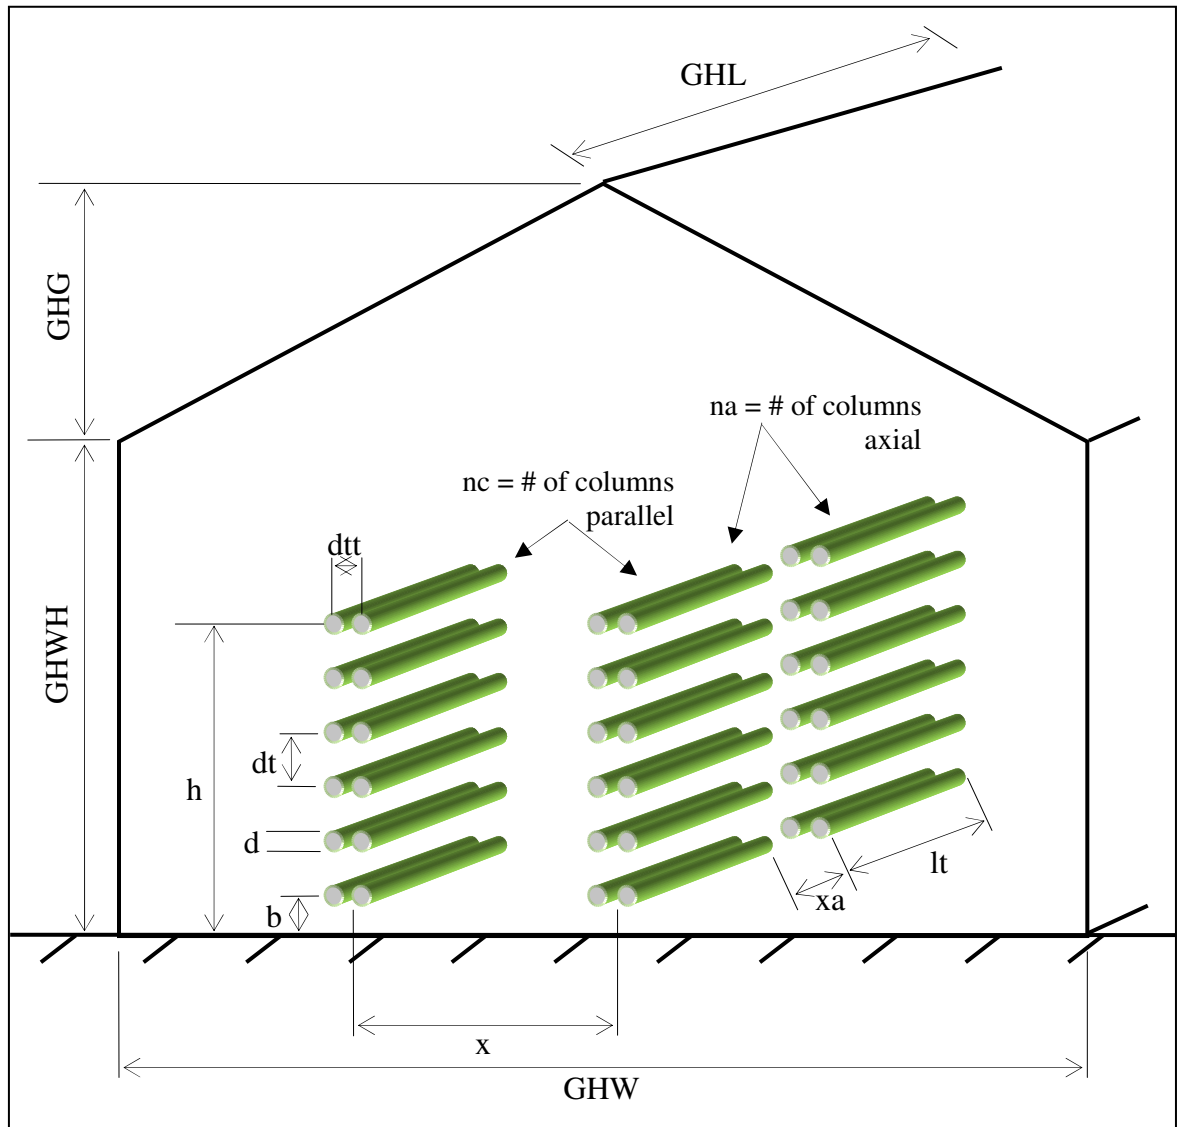 GHL
GHG
na = # of columns
axial
nc = # of columns
parallel
dtt
GHWH
dt
h
d
lt
xa
b
x
GHW